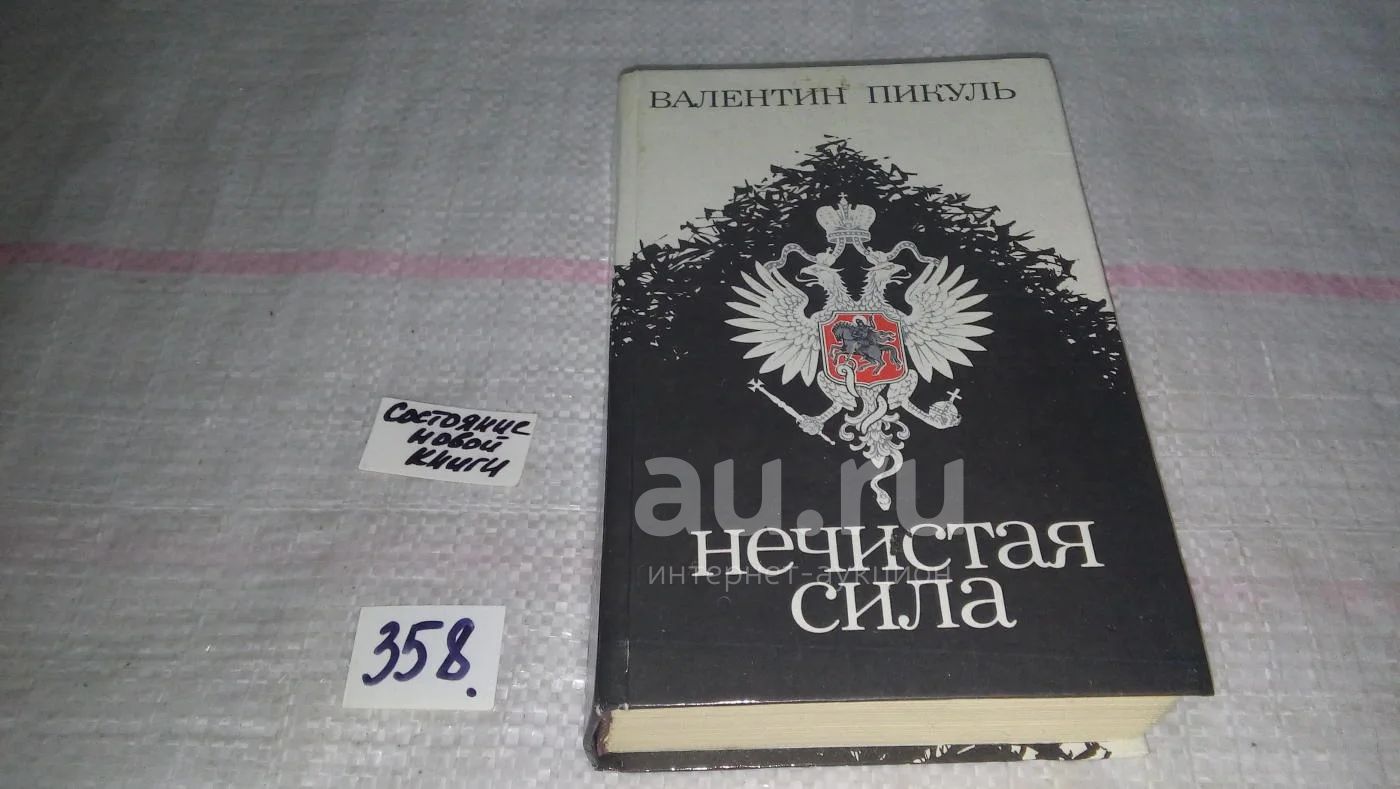 ВАЛЕНТИН ПИКУЛЬ
au.ru
нечистая
интернет-аукцион
сила
Состояние
новой
книги
358.